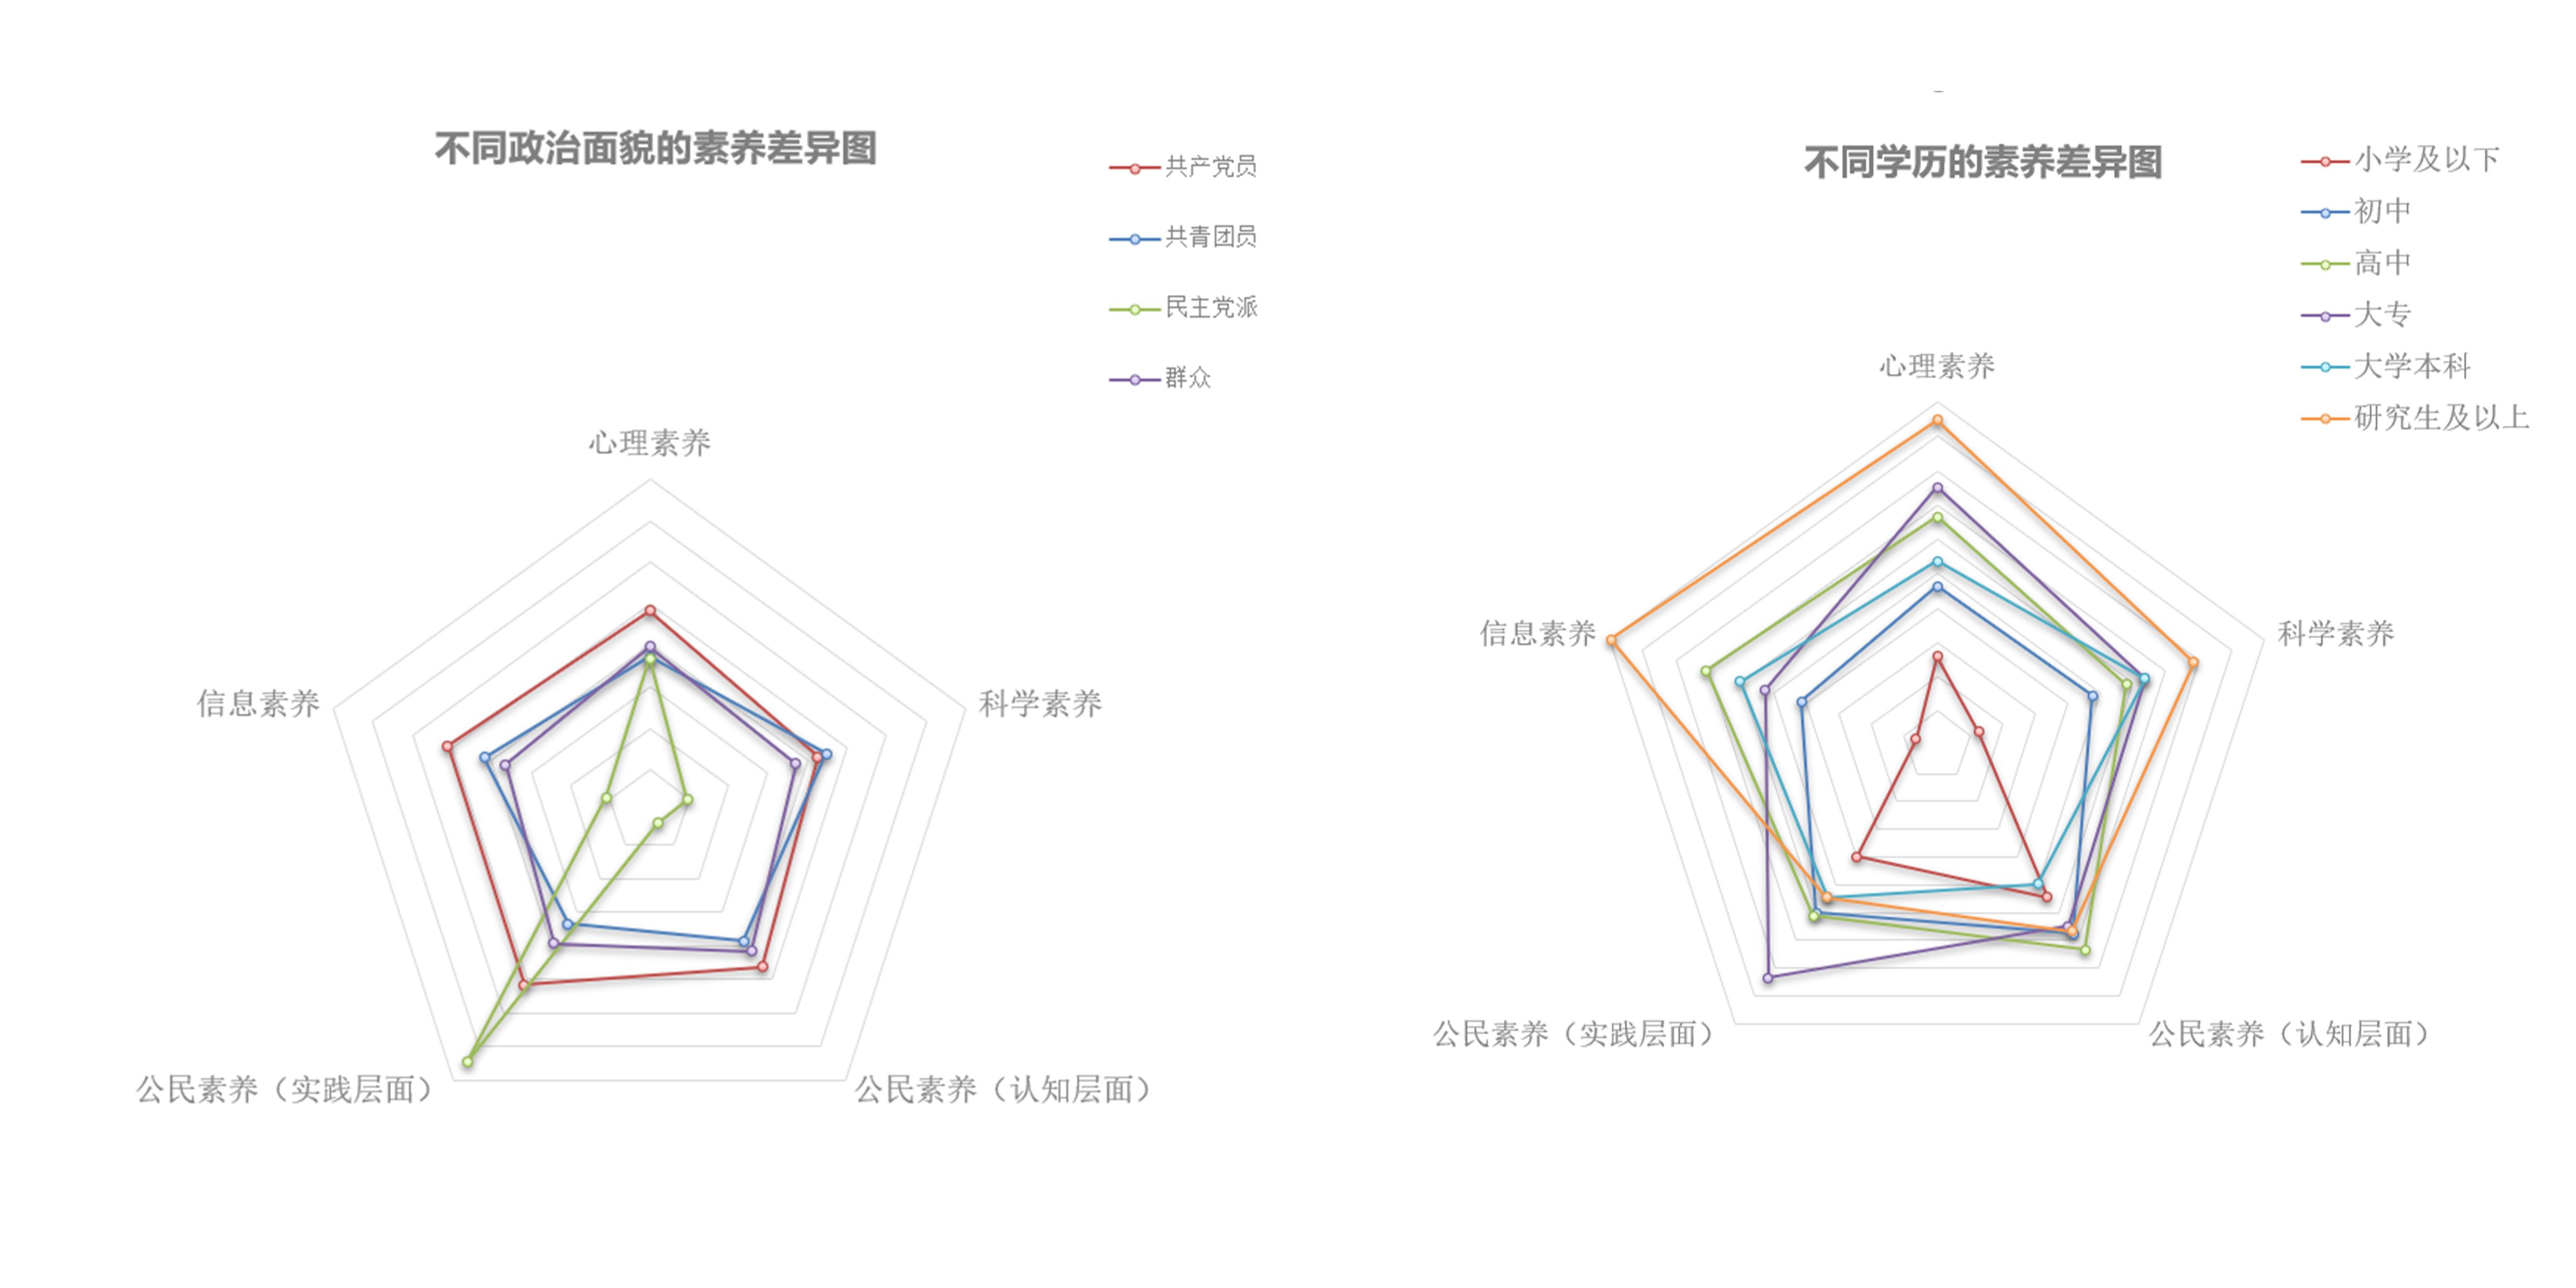 不同政治面貌的素养差异图
共产党员
共青团员
民主党派
群众
心理素养
科学素养
公民素养（认知层面）
公民素养（实践层面）
信息素养
不同学历的素养差异图
小学及以下
初中
高中
大专
大学本科
研究生及以上
心理素养
科学素养
公民素养（认知层面）
公民素养（实践层面）
信息素养